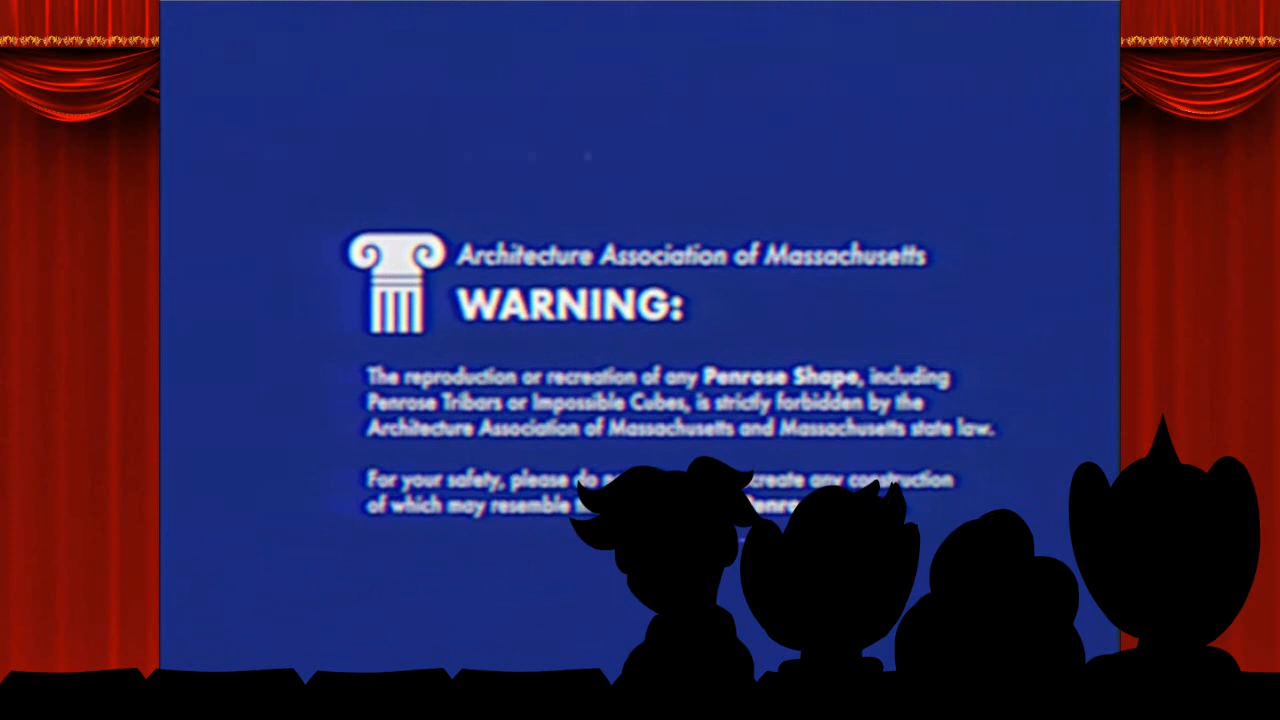 Architecture Association of Massachusetts
WARNING:
The reproduction or recreation of any Penrose Shape, including
Penrose Tribars or Impossible Cubes, is strictly forbidden by the
Architecture Association of Massachusetts and Massachusetts state law.
For your safety, please do create any construction
of which may resemble